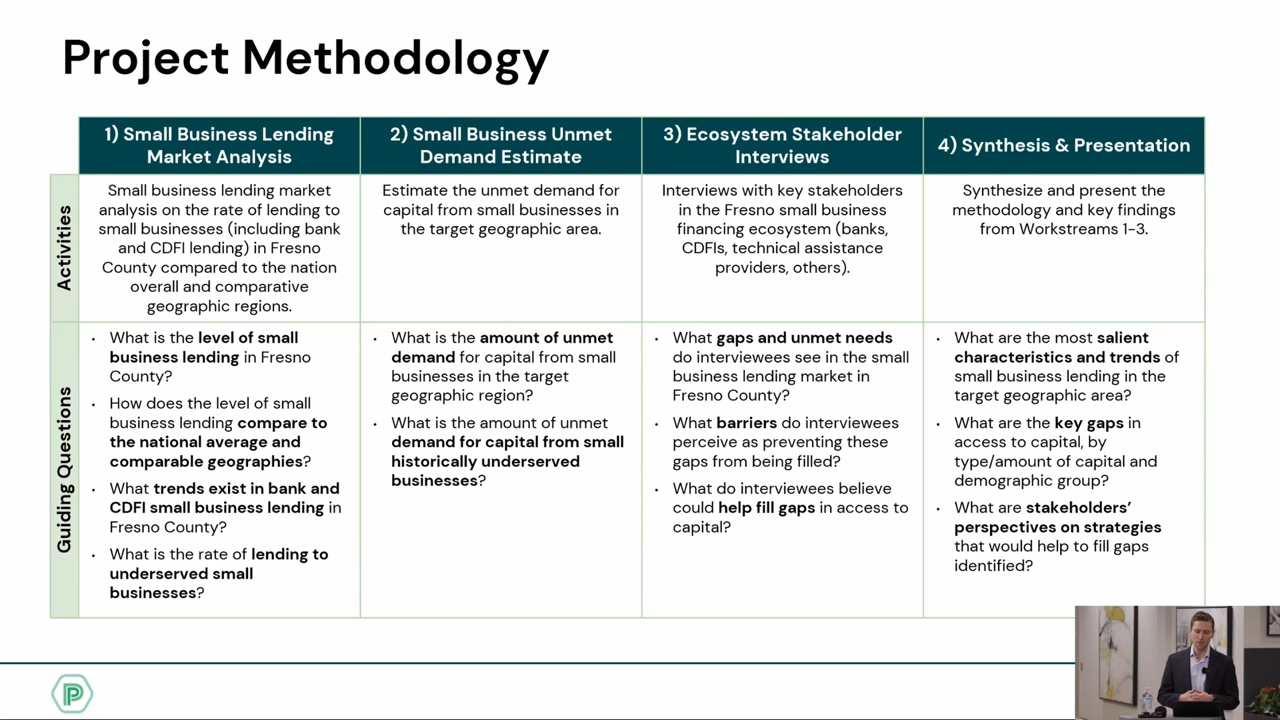 Project Methodology
1) Small Business Lending
Market Analysis
2) Small Business Unmet
Demand Estimate
3) Ecosystem Stakeholder
Interviews
4) Synthesis & Presentation
Activities
Small business lending market
analysis on the rate of lending to
small businesses (including bank
and CDFI lending) in Fresno
County compared to the nation
overall and comparative
geographic regions.
Estimate the unmet demand for
capital from small businesses in
the target geographic area.
Interviews with key stakeholders
in the Fresno small business
financing ecosystem (banks,
CDFIs, technical assistance
providers, others).
Synthesize and present the
methodology and key findings
from Workstreams 1-3.
Guiding Questions
• What is the level of small
business lending in Fresno
County?
• How does the level of small
business lending compare to
the national average and
comparable geographies?
• What trends exist in bank and
CDFI small business lending in
Fresno County?
• What is the rate of lending to
underserved small
businesses?
• What is the amount of unmet
demand for capital from small
businesses in the target
geographic region?
• What is the amount of unmet
demand for capital from small
historically underserved
businesses?
• What gaps and unmet needs
do interviewees see in the small
business lending market in
Fresno County?
• What barriers do interviewees
perceive as preventing these
gaps from being filled?
• What do interviewees believe
could help fill gaps in access to
capital?
• What are the most salient
characteristics and trends of
small business lending in the
target geographic area?
• What are the key gaps in
access to capital, by
type/amount of capital and
demographic group?
• What are stakeholders'
perspectives on strategies
that would help to fill gaps
identified?
P